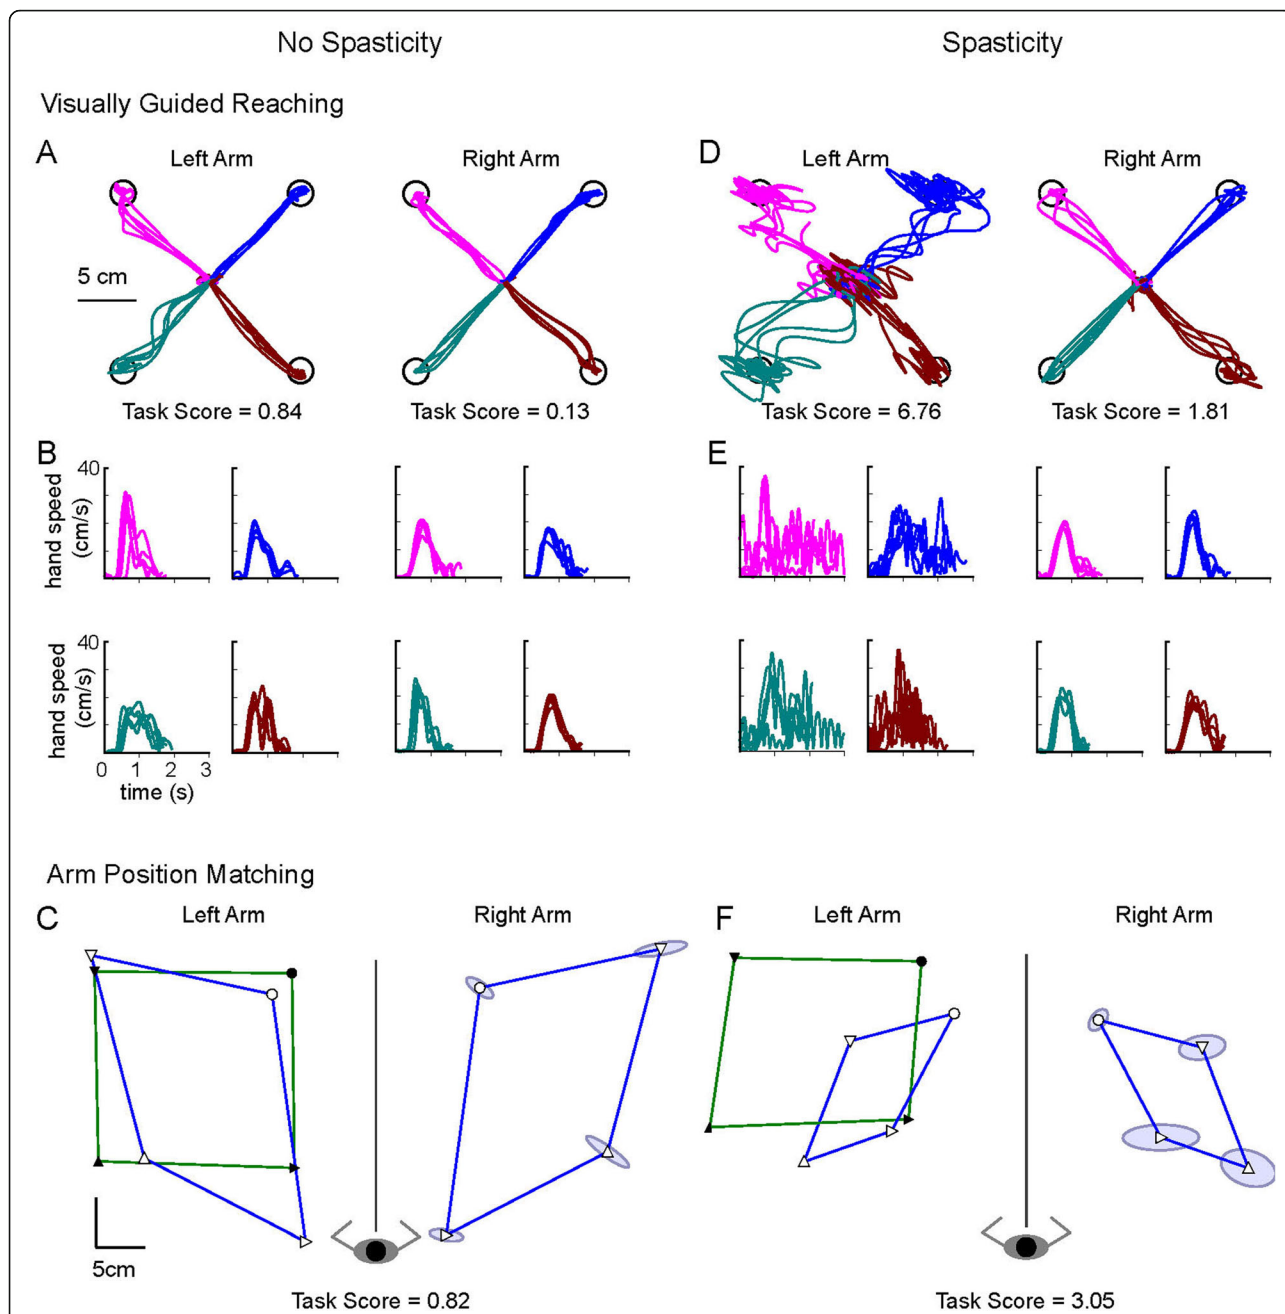 No Spasticity
Spasticity
Visually Guided Reaching
A
Left Arm
Right Arm
D
Left Arm
Right Arm
5 cm
Task Score = 0.84
Task Score = 0.13
Task Score = 6.76
Task Score = 1.81
B
E
40
hand speed
(cm/s)
40
hand speed
(cm/s)
0 1 2 3
time (s)
Arm Position Matching
C
Left Arm
Right Arm
F
Left Arm
Right Arm
5cm
Task Score = 0.82
Task Score = 3.05